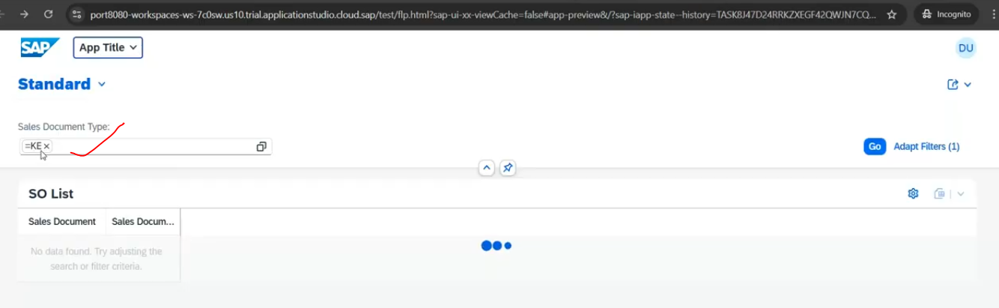 port8080-workspaces-ws-7c0sw.us10.trial.applicationstudio.cloud.sap/test/flp.html?sap-ui-xx-viewCache=false#app-preview&/?sap-iapp-state--history=TASK8J47D24RRKZXEGF42QWJN7CQ...
Incognito
SAP
App Title
DU
Standard
Sales Document Type:
=KE
Go
Adapt Filters (1)
SO List
Sales Document
Sales Docum...
No data found. Try adjusting the
search or filter criteria.